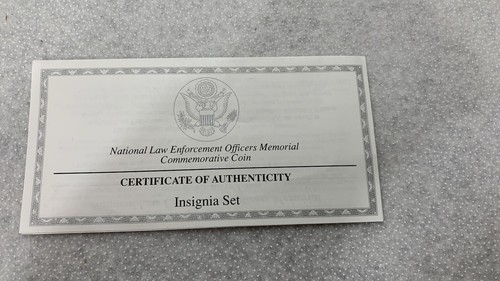 National Law Enforcement Officers Memorial
Commemorative Coin
CERTIFICATE OF AUTHENTICITY
Insignia Set